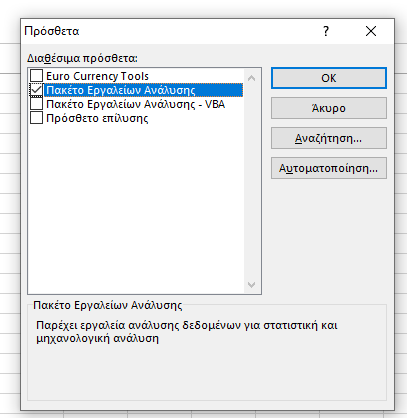 Πρόσθετα
Διαθέσιμα πρόσθετα:
Euro Currency Tools
Πακέτο Εργαλείων Ανάλυσης
Πακέτο Εργαλείων Ανάλυσης - VBA
Πρόσθετο επίλυσης
OK
Άκυρο
Αναζήτηση...
Αυτοματοποίηση...
Πακέτο Εργαλείων Ανάλυσης
Παρέχει εργαλεία ανάλυσης δεδομένων για στατιστική και
μηχανολογική ανάλυση